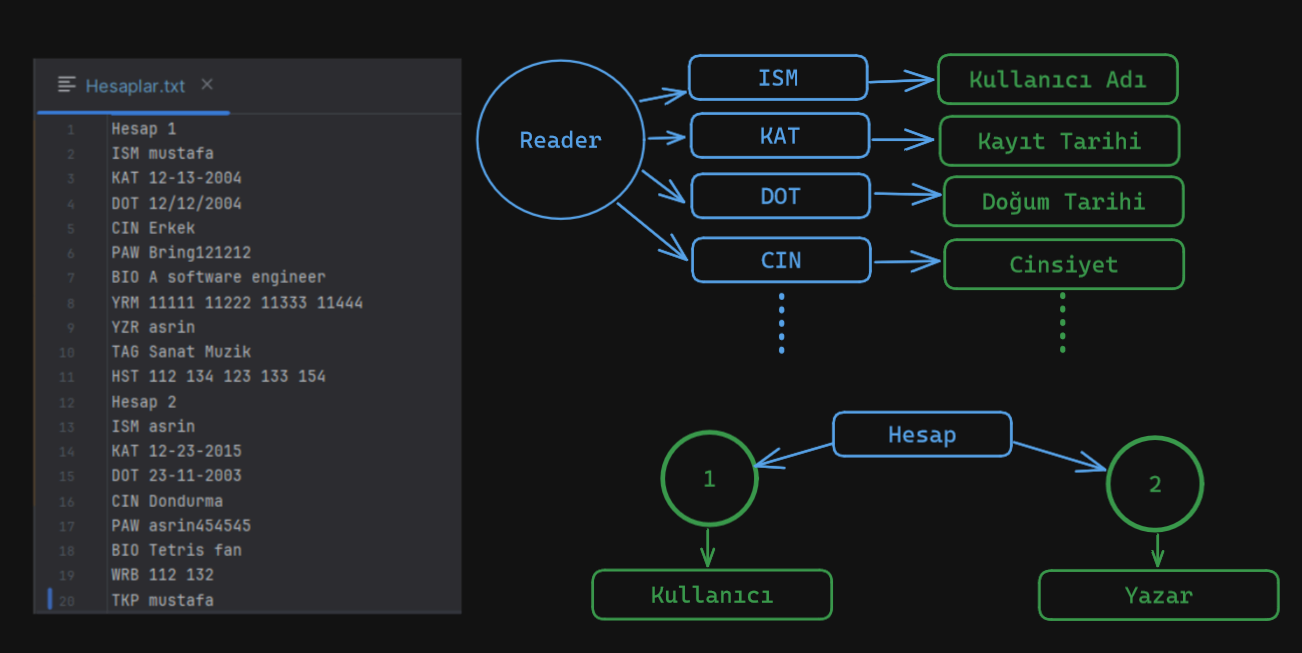 Hesaplar.txt
1 Hesap 1
2 ISM mustafa
3 KAT 12-13-2004
4 DOT 12/12/2004
5 CIN Erkek
6 PAW Bring121212
7 BIO A software engineer
8 YRM 11111 11222 11333 11444
9 YZR asrin
10 TAG Sanat Muzik
11 HST 112 134 123 133 154
12 Hesap 2
13 ISM asrin
14 KAT 12-23-2015
15 DOT 23-11-2003
16 CIN Dondurma
17 PAW asrin454545
18 BIO Tetris fan
19 WRB 112 132
20 TKP mustafa
Reader
ISM
Kullanıcı Adı
KAT
Kayıt Tarihi
DOT
Doğum Tarihi
CIN
Cinsiyet
Hesap
1
2
Kullanıcı
Yazar